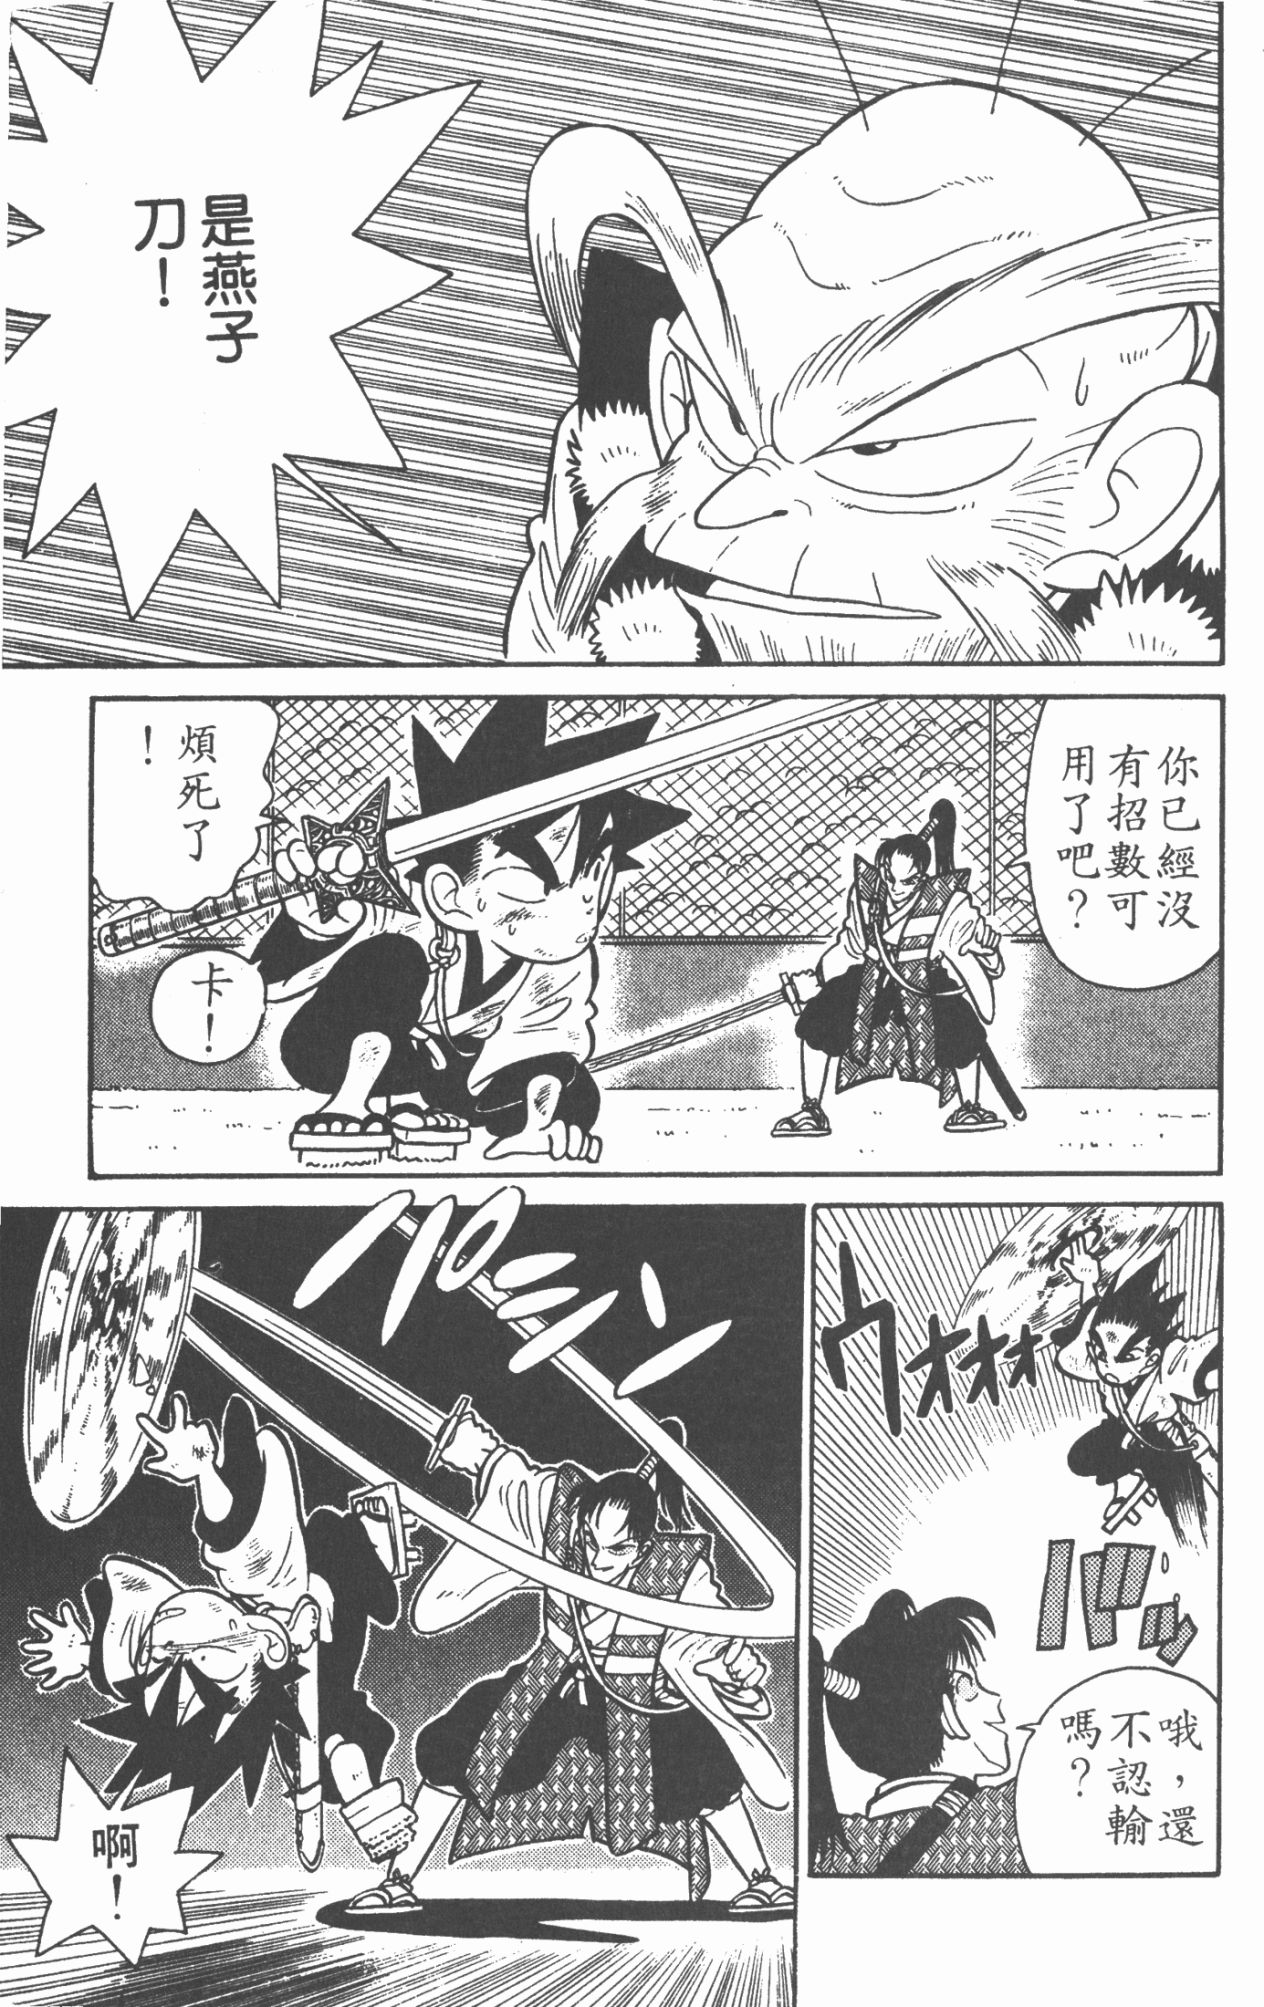 是燕子
刀！
你已經沒
有招數可
用了吧？
煩死了
！
卡！
ウオオオ
バッ
哦，還
不認輸
嗎？
パシン
啊！